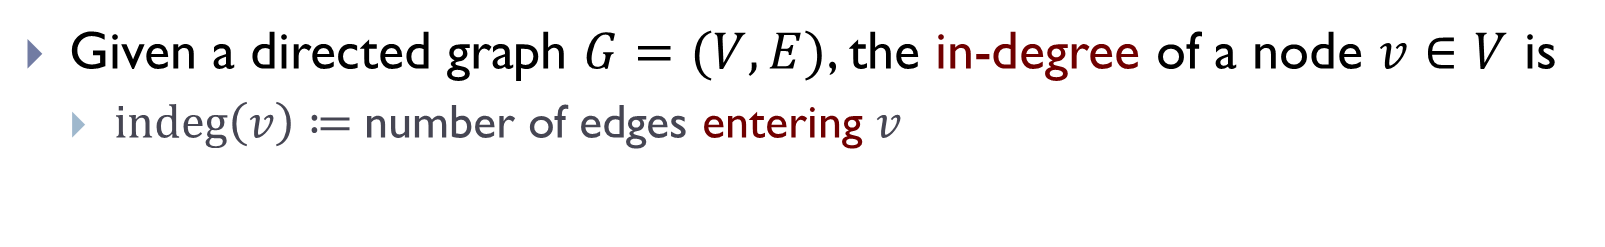 Given a directed graph G = (V, E), the in-degree of a node v ∈ V is
indeg(v) ≔ number of edges entering v